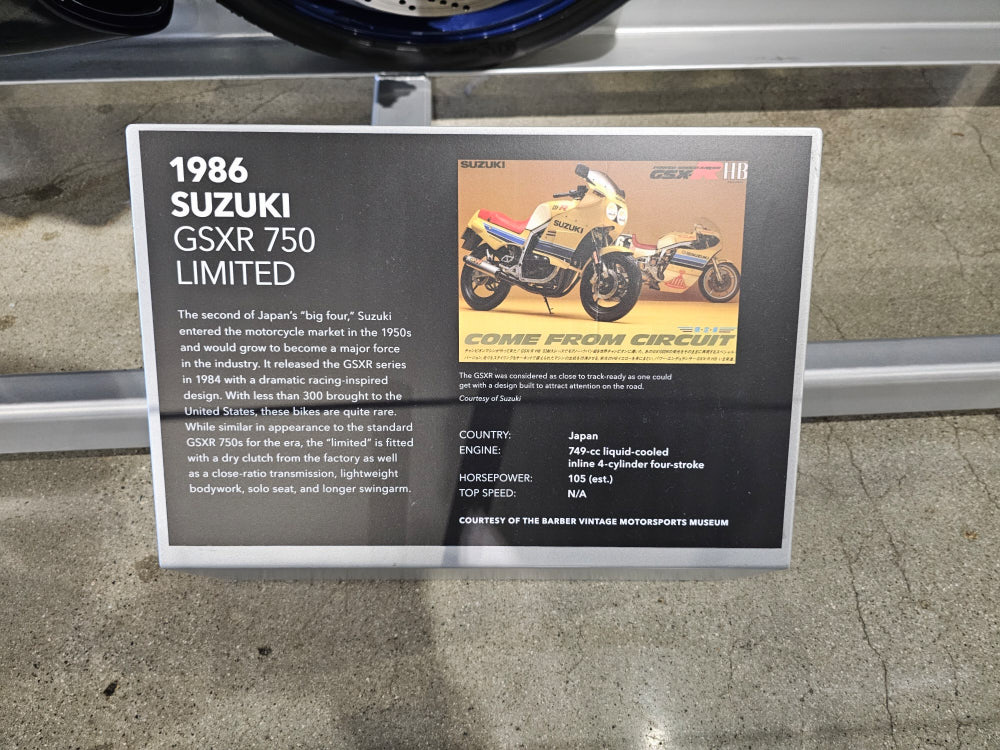 1986
SUZUKI
GSXR 750
LIMITED
The second of Japan's "big four," Suzuki
entered the motorcycle market in the 1950s
and would grow to become a major force
in the industry. It released the GSXR series
in 1984 with a dramatic racing-inspired
design. With less than 300 brought to the
United States, these bikes are quite rare.
While similar in appearance to the standard
GSXR 750s for the era, the "limited" is fitted
with a dry clutch from the factory as well
as a close-ratio transmission, lightweight
bodywork, solo seat, and longer swingarm.
SUZUKI
GSX-R
HB
SUZUKI
COME FROM CIRCUIT
The GSXR was considered as close to track-ready as one could
get with a design built to attract attention on the road.
Courtesy of Suzuki
COUNTRY: Japan
ENGINE: 749-cc liquid-cooled
inline 4-cylinder four-stroke
HORSEPOWER: 105 (est.)
TOP SPEED: N/A
COURTESY OF THE BARBER VINTAGE MOTORSPORTS MUSEUM